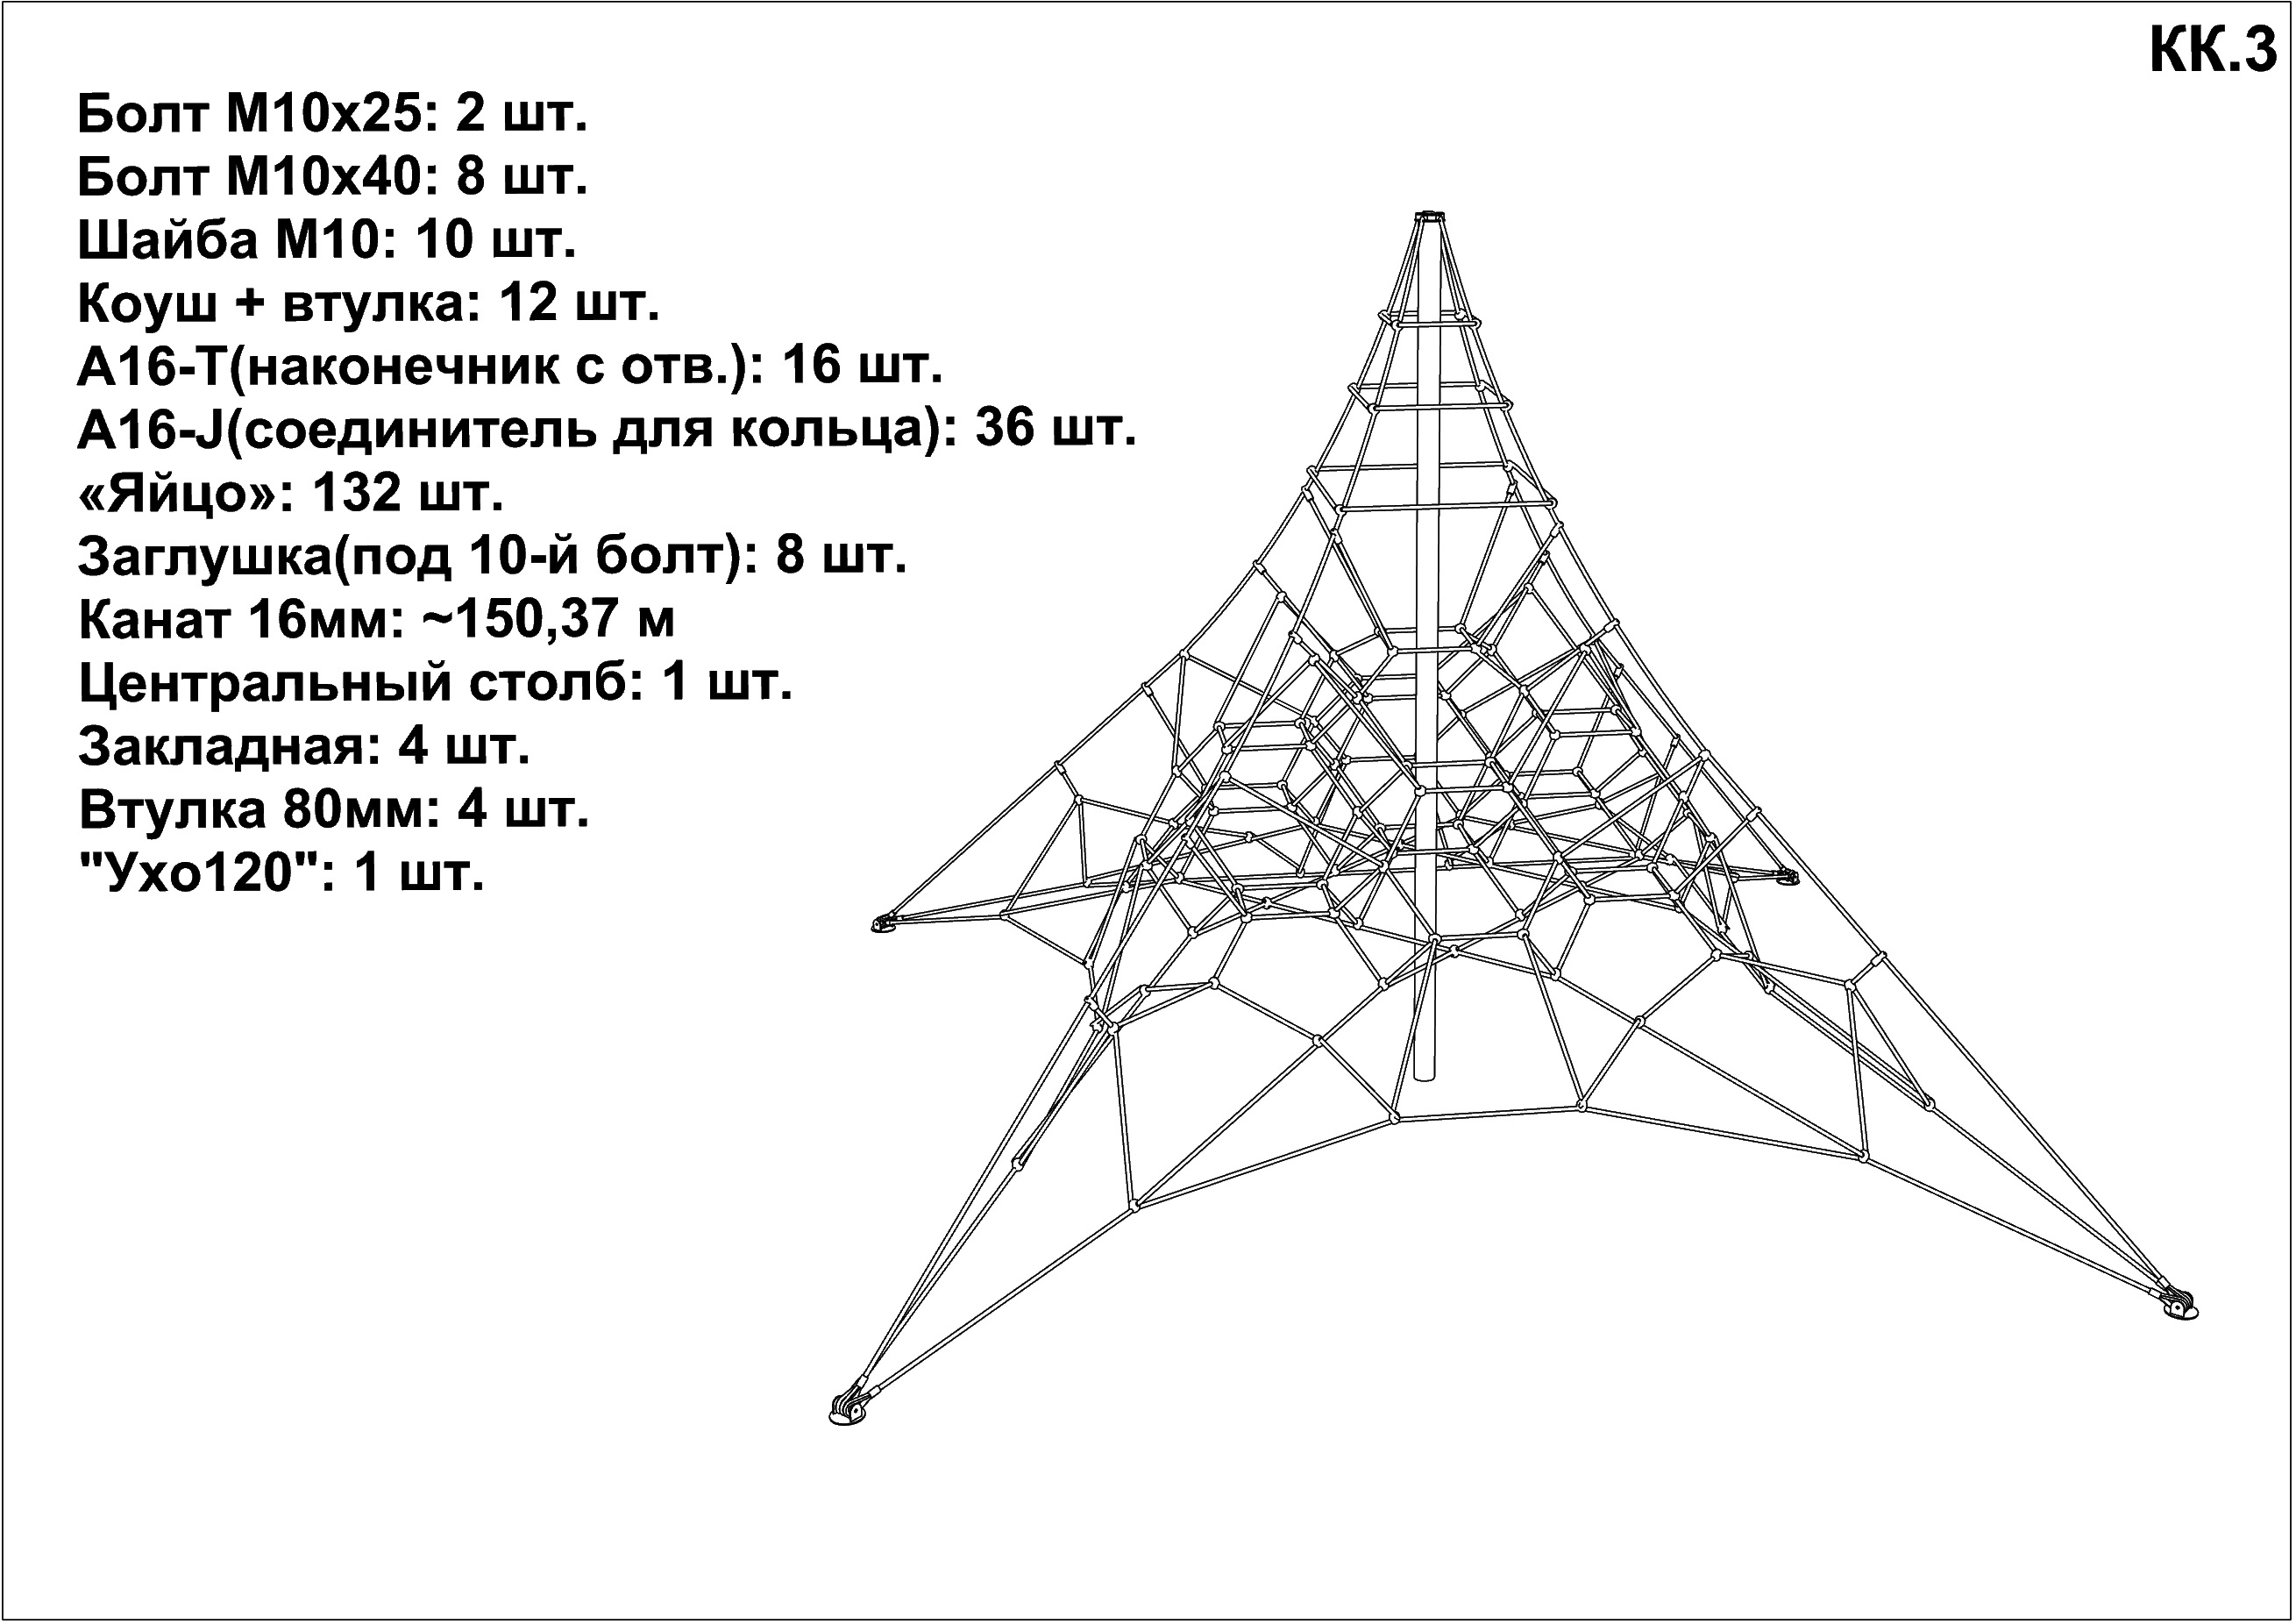 КК.3
Болт М10х25: 2 шт.
Болт М10х40: 8 шт.
Шайба М10: 10 шт.
Коуш + втулка: 12 шт.
А16-Т(наконечник с отв.): 16 шт.
А16-J(соединитель для кольца): 36 шт.
«Яйцо»: 132 шт.
Заглушка(под 10-й болт): 8 шт.
Канат 16мм: ~150,37 м
Центральный столб: 1 шт.
Закладная: 4 шт.
Втулка 80мм: 4 шт.
"Ухо120": 1 шт.